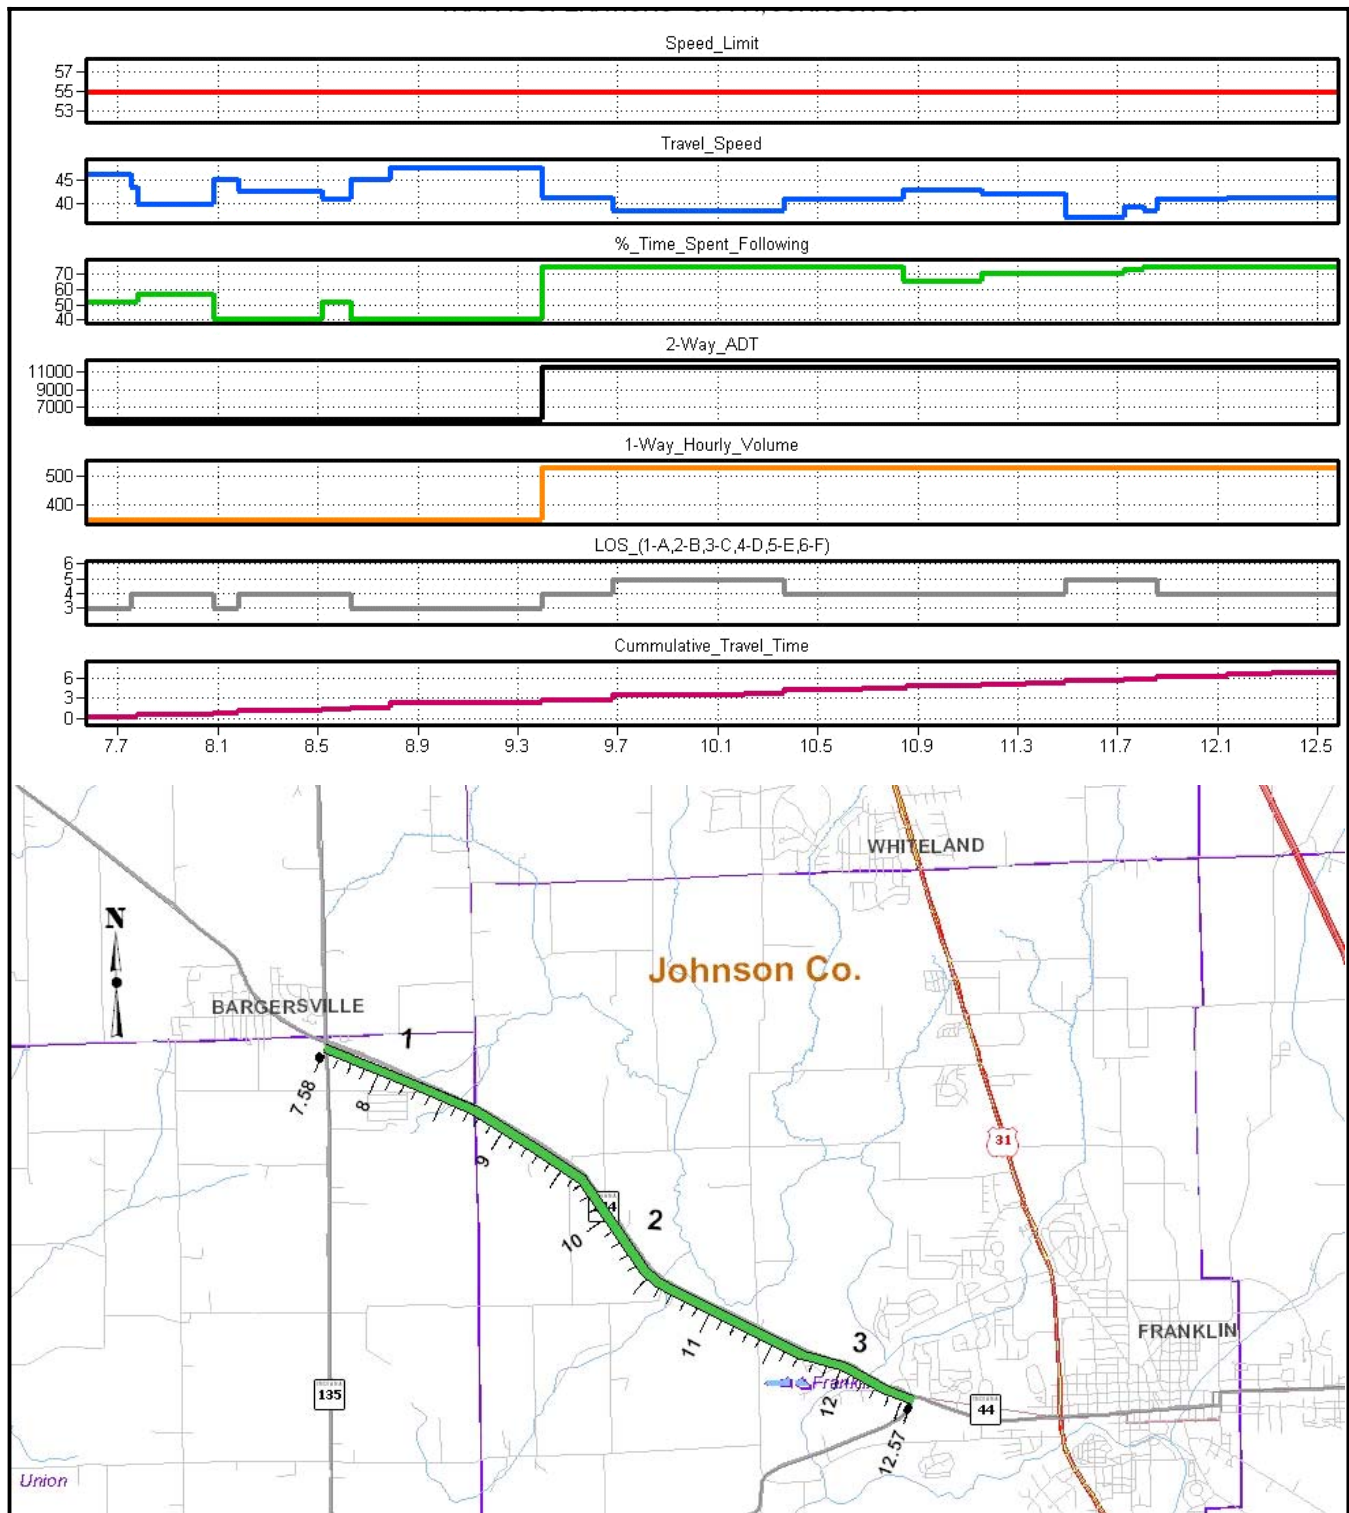 Speed_Limit
57
55
53
Travel_Speed
45
40
%_Time_Spent_Following
70
60
50
40
2-Way_ADT
11000
9000
7000
1-Way_Hourly_Volume
500
400
LOS_(1-A,2-B,3-C,4-D,5-E,6-F)
6
5
4
3
Cummulative_Travel_Time
6
3
0
7.7 8.1 8.5 8.9 9.3 9.7 10.1 10.5 10.9 11.3 11.7 12.1 12.5
WHITELAND
N
Johnson Co.
BARGERSVILLE
1
7.58
8
9
31
2
10
11
3
FRANKLIN
Franklin
12
INDIANA
135
INDIANA
44
12.57
Union